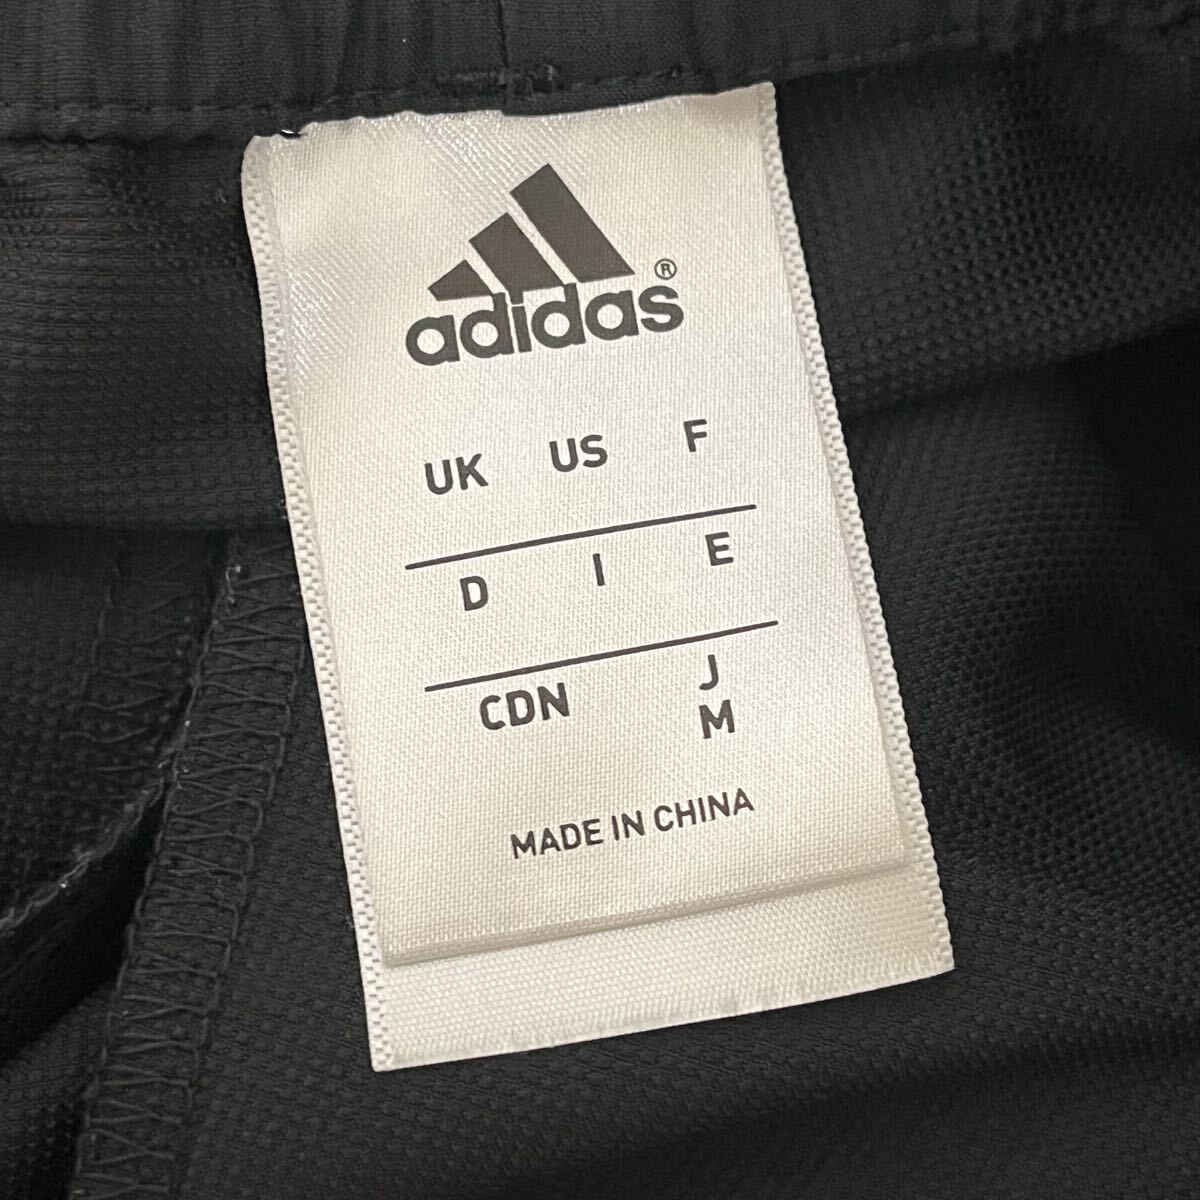 adidas®
UK US F
D I E
CDN J
M
MADE IN CHINA